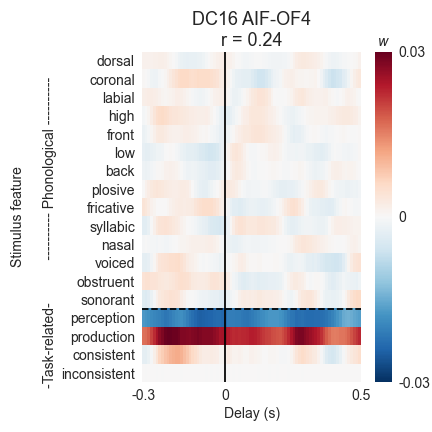 DC16 AIF-OF4
r = 0.24
w
Stimulus feature
----------- Phonological ----------
-Task-related-
dorsal
coronal
labial
high
front
low
back
plosive
fricative
syllabic
nasal
voiced
obstruent
sonorant
perception
production
consistent
inconsistent
0.03
0
-0.03
-0.3
0
0.5
Delay (s)